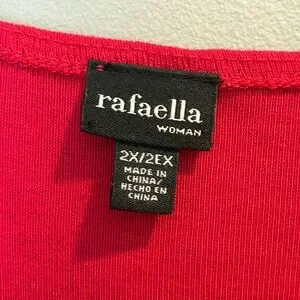 rafaella
WOMAN
2X/2EX
MADE IN
CHINA/
HECHO EN
CHINA